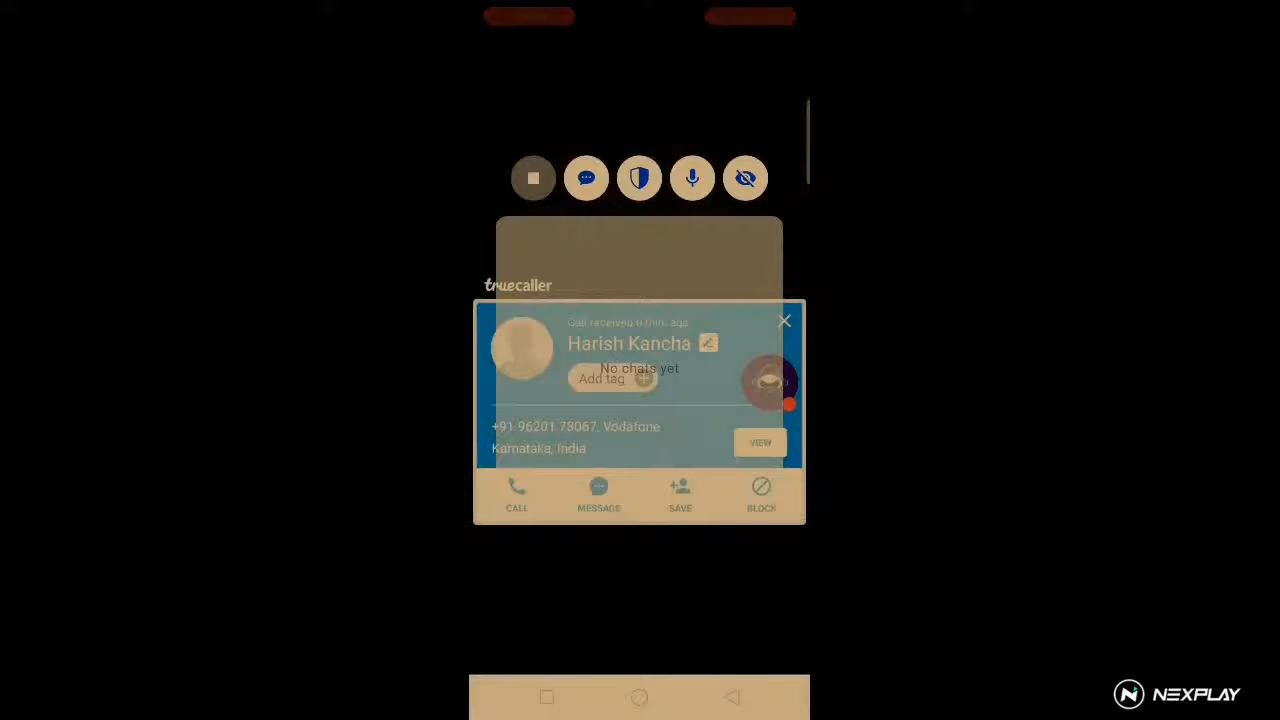 truecaller
Call received 0 min. ago
Harish Kancha
No chats yet
Add tag
+91 96201 78067, Vodafone
Karnataka, India
VIEW
CALL
MESSAGE
SAVE
BLOCK
NEXPLAY